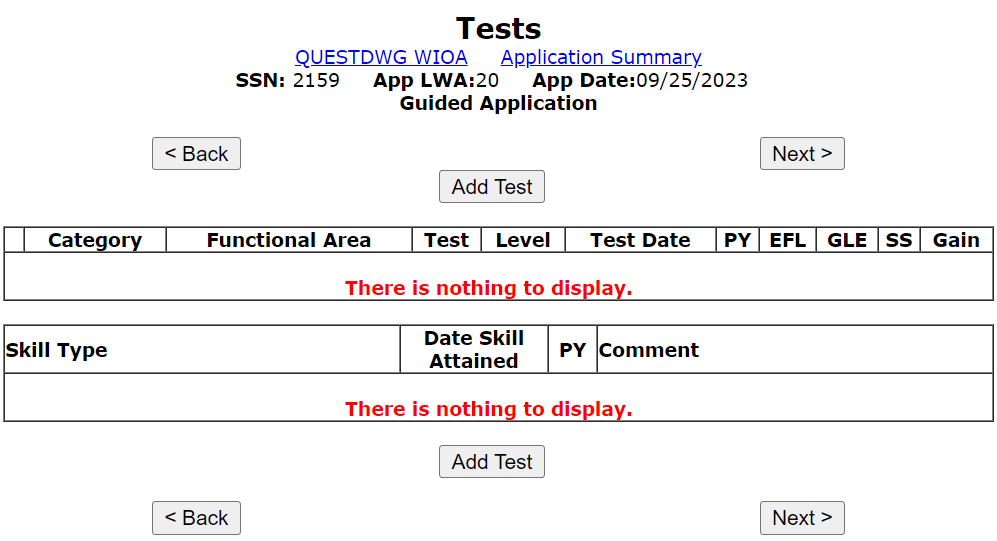 Tests
QUESTDWG WIOA Application Summary
SSN: 2159 App LWA:20 App Date:09/25/2023
Guided Application
< Back Next >
Add Test
Category Functional Area Test Level Test Date PY EFL GLE SS Gain
There is nothing to display.
Skill Type Date Skill Attained PY Comment
There is nothing to display.
Add Test
< Back Next >